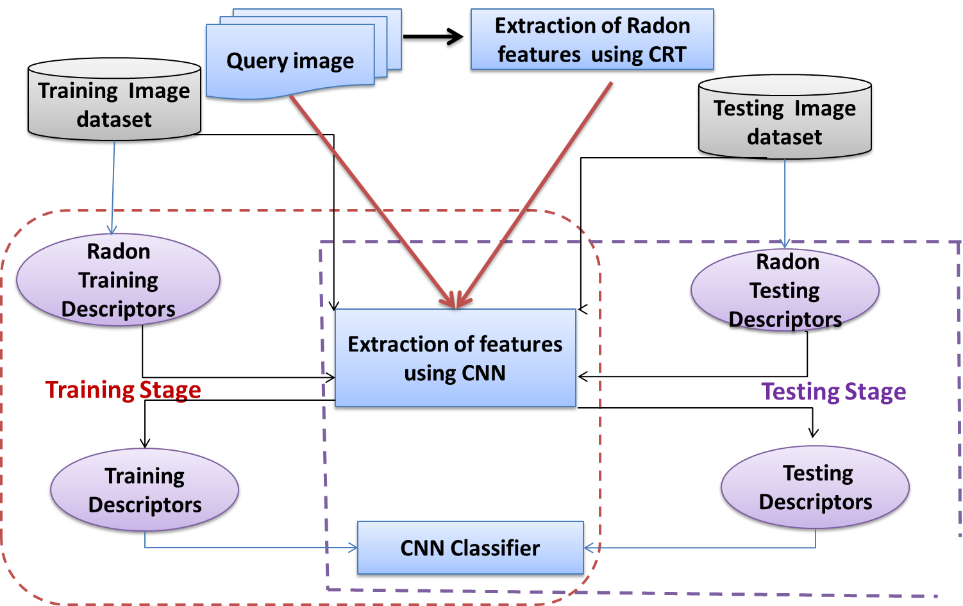 Extraction of Radon
features using CRT
Query image
Training Image
dataset
Testing Image
dataset
Radon
Training
Descriptors
Radon
Testing
Descriptors
Extraction of features
using CNN
Training Stage
Testing Stage
Training
Descriptors
Testing
Descriptors
CNN Classifier